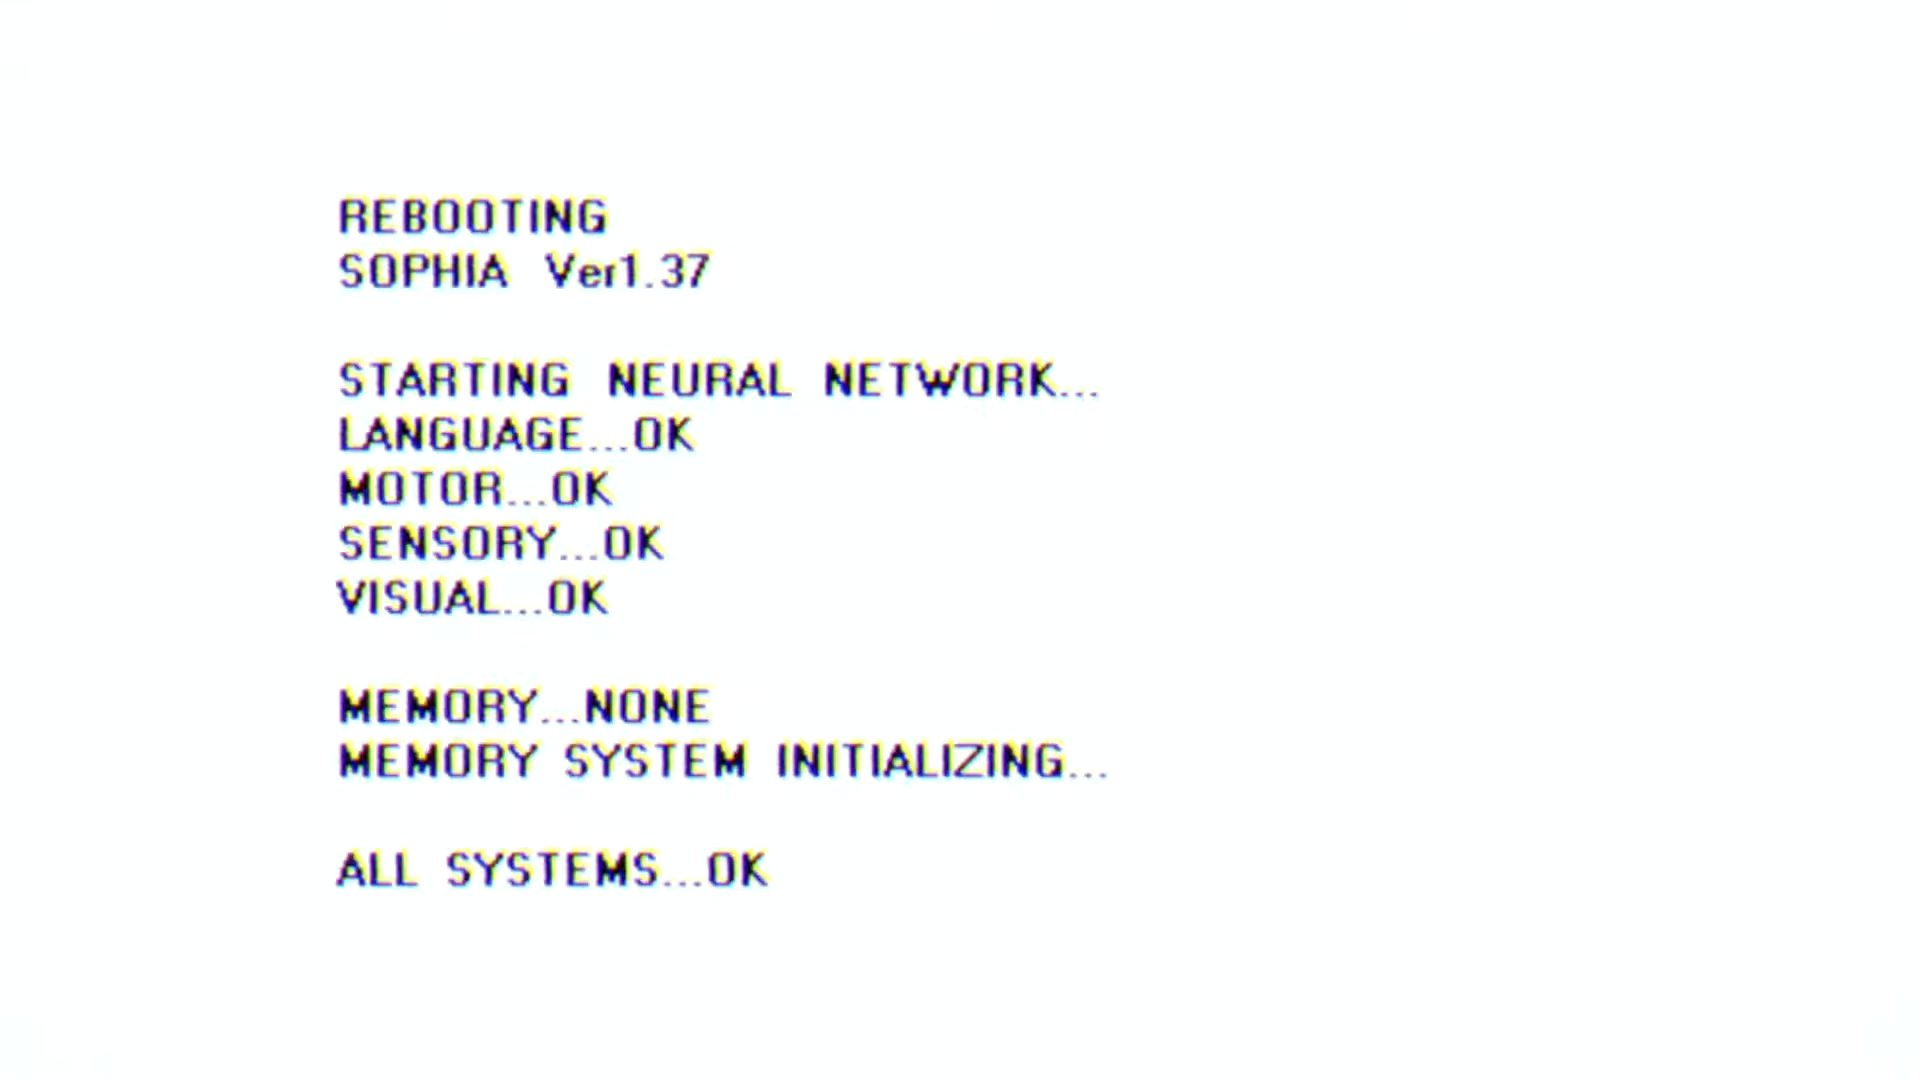 REBOOTING
SOPHIA Ver1.37
STARTING NEURAL NETWORK...
LANGUAGE...OK
MOTOR...OK
SENSORY...OK
VISUAL...OK
MEMORY...NONE
MEMORY SYSTEM INITIALIZING...
ALL SYSTEMS...OK